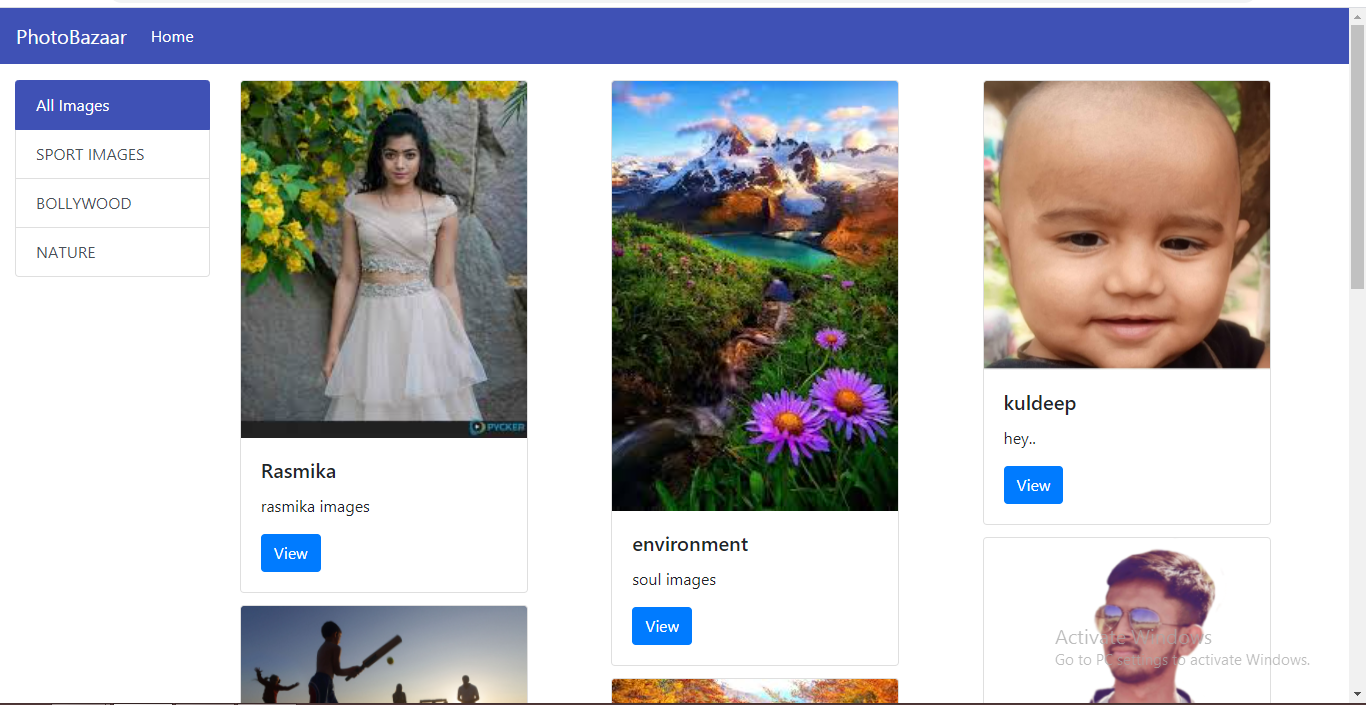 PhotoBazaar Home
All Images
SPORT IMAGES
BOLLYWOOD
NATURE
PYCKER
Rasmika
rasmika images
View
environment
soul images
View
kuldeep
hey..
View
Activate Windows
Go to PC settings to activate Windows.